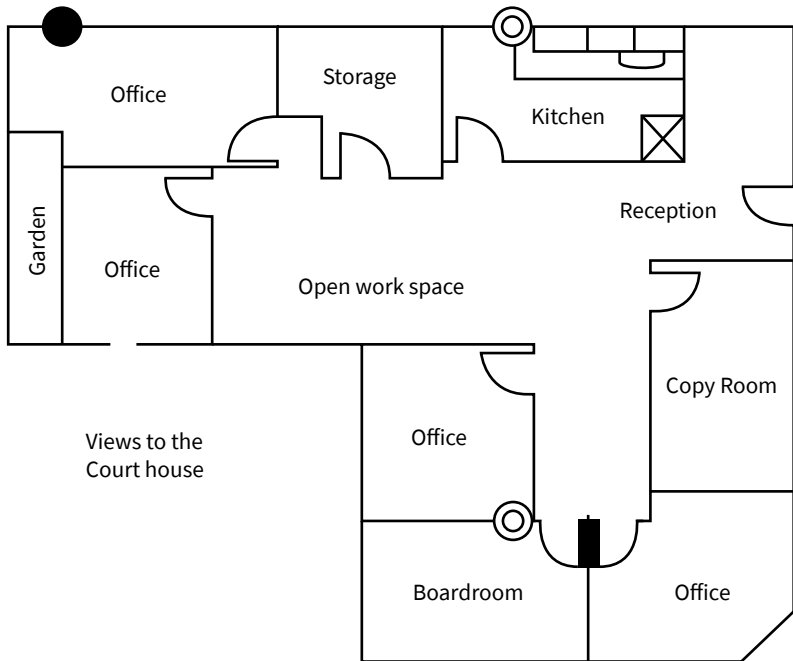 Storage
Office
Kitchen
Reception
Garden
Office
Open work space
Copy Room
Office
Views to the
Court house
Boardroom
Office